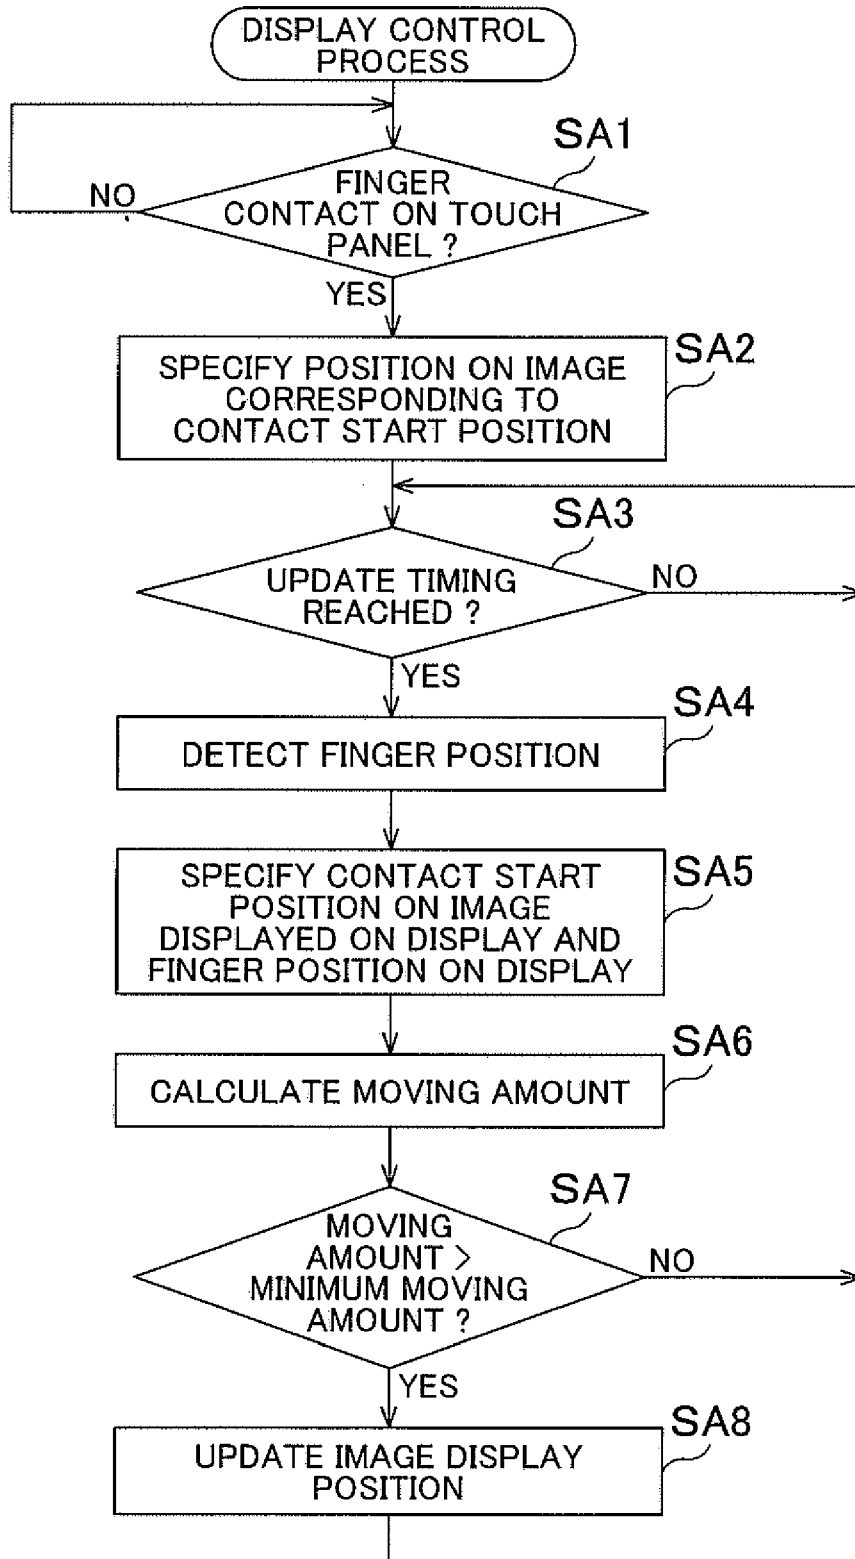 DISPLAY CONTROL
PROCESS
SA1
FINGER
CONTACT ON TOUCH
PANEL ?
NO
YES
SA2
SPECIFY POSITION ON IMAGE
CORRESPONDING TO
CONTACT START POSITION
SA3
UPDATE TIMING
REACHED ?
NO
YES
SA4
DETECT FINGER POSITION
SA5
SPECIFY CONTACT START
POSITION ON IMAGE
DISPLAYED ON DISPLAY AND
FINGER POSITION ON DISPLAY
SA6
CALCULATE MOVING AMOUNT
SA7
MOVING
AMOUNT >
MINIMUM MOVING
AMOUNT ?
NO
YES
SA8
UPDATE IMAGE DISPLAY
POSITION